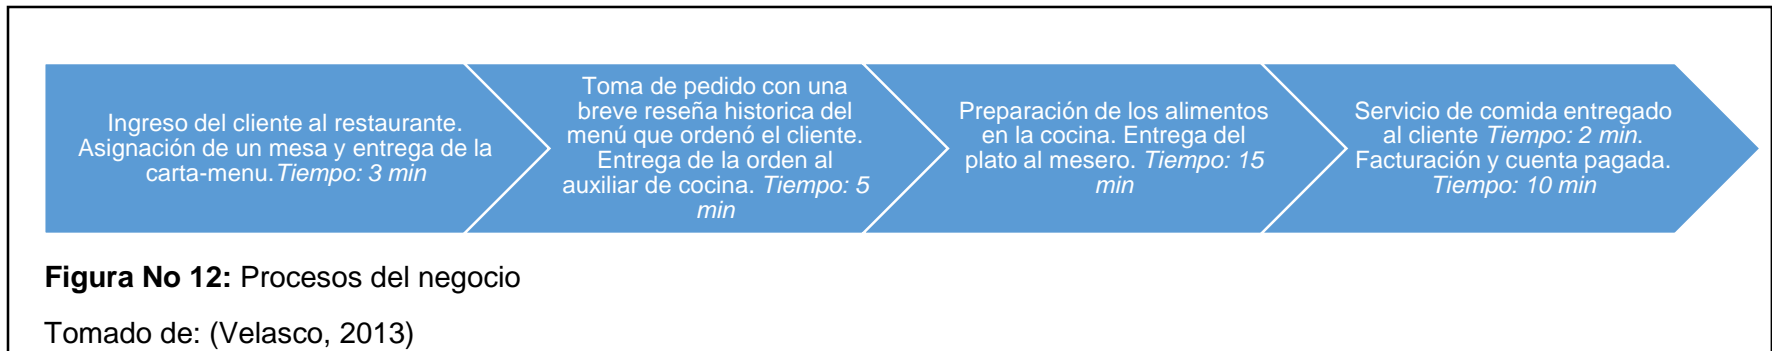 Ingreso del cliente al restaurante.
Asignación de un mesa y entrega de la
carta-menu. Tiempo: 3 min
Toma de pedido con una
breve reseña historica del
menú que ordenó el cliente.
Entrega de la orden al
auxiliar de cocina. Tiempo: 5
min
Preparación de los alimentos
en la cocina. Entrega del
plato al mesero. Tiempo: 15
min
Servicio de comida entregado
al cliente Tiempo: 2 min.
Facturación y cuenta pagada.
Tiempo: 10 min
Figura No 12: Procesos del negocio
Tomado de: (Velasco, 2013)